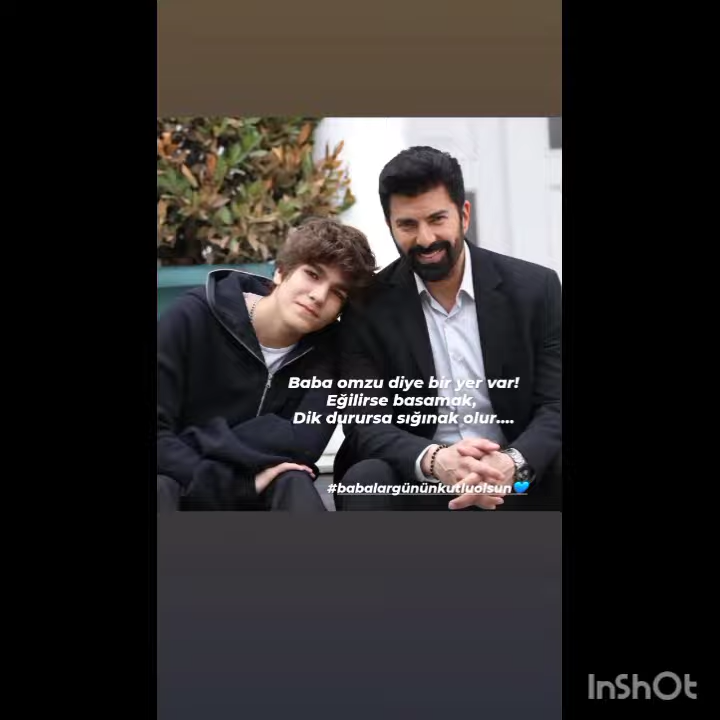 Baba omzu diye bir yer var!
Eğilirse basamak,
Dik durursa sığınak olur....
#babalargününkutluolsun💙
InShOt